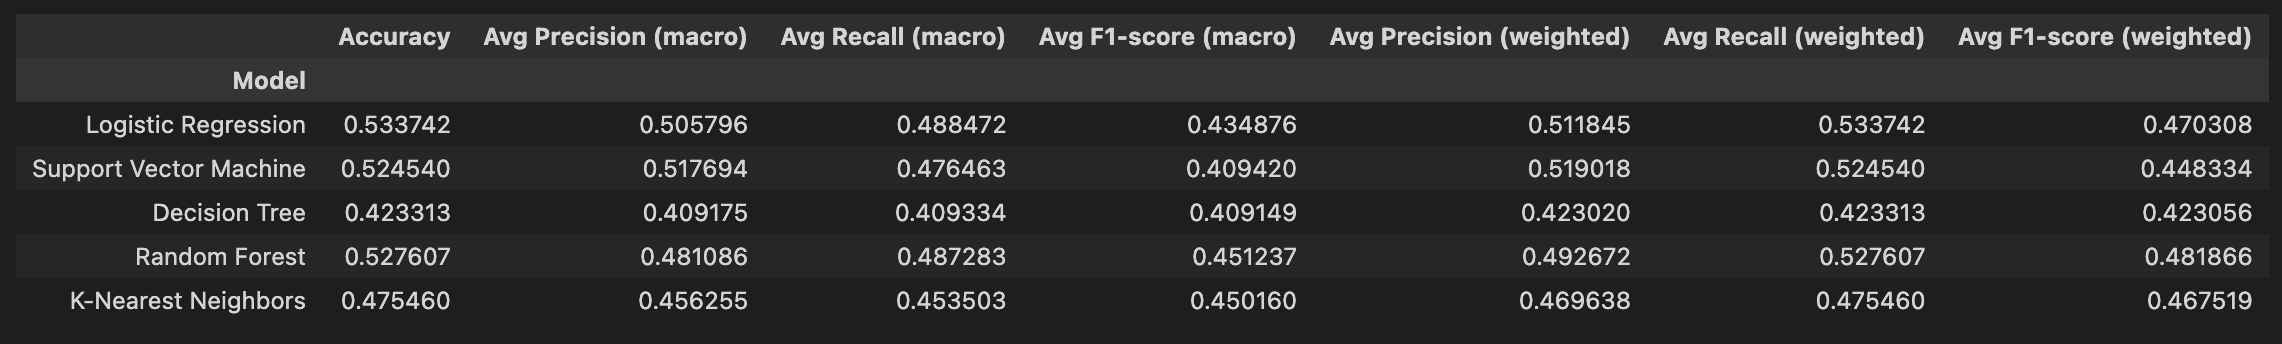 Accuracy Avg Precision (macro) Avg Recall (macro) Avg F1-score (macro) Avg Precision (weighted) Avg Recall (weighted) Avg F1-score (weighted)
Model
Logistic Regression 0.533742 0.505796 0.488472 0.434876 0.511845 0.533742 0.470308
Support Vector Machine 0.524540 0.517694 0.476463 0.409420 0.519018 0.524540 0.448334
Decision Tree 0.423313 0.409175 0.409334 0.409149 0.423020 0.423313 0.423056
Random Forest 0.527607 0.481086 0.487283 0.451237 0.492672 0.527607 0.481866
K-Nearest Neighbors 0.475460 0.456255 0.453503 0.450160 0.469638 0.475460 0.467519